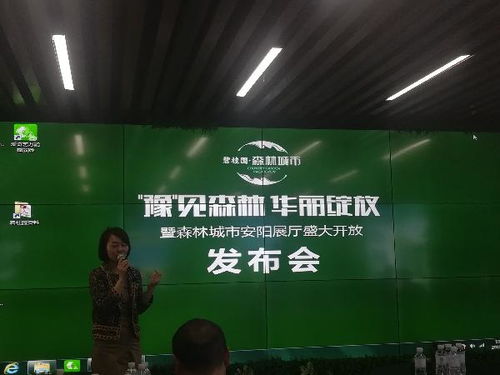 碧桂园·森林城市
"豫"见森林 华丽绽放
暨森林城市安阳展厅盛大开放
发布会